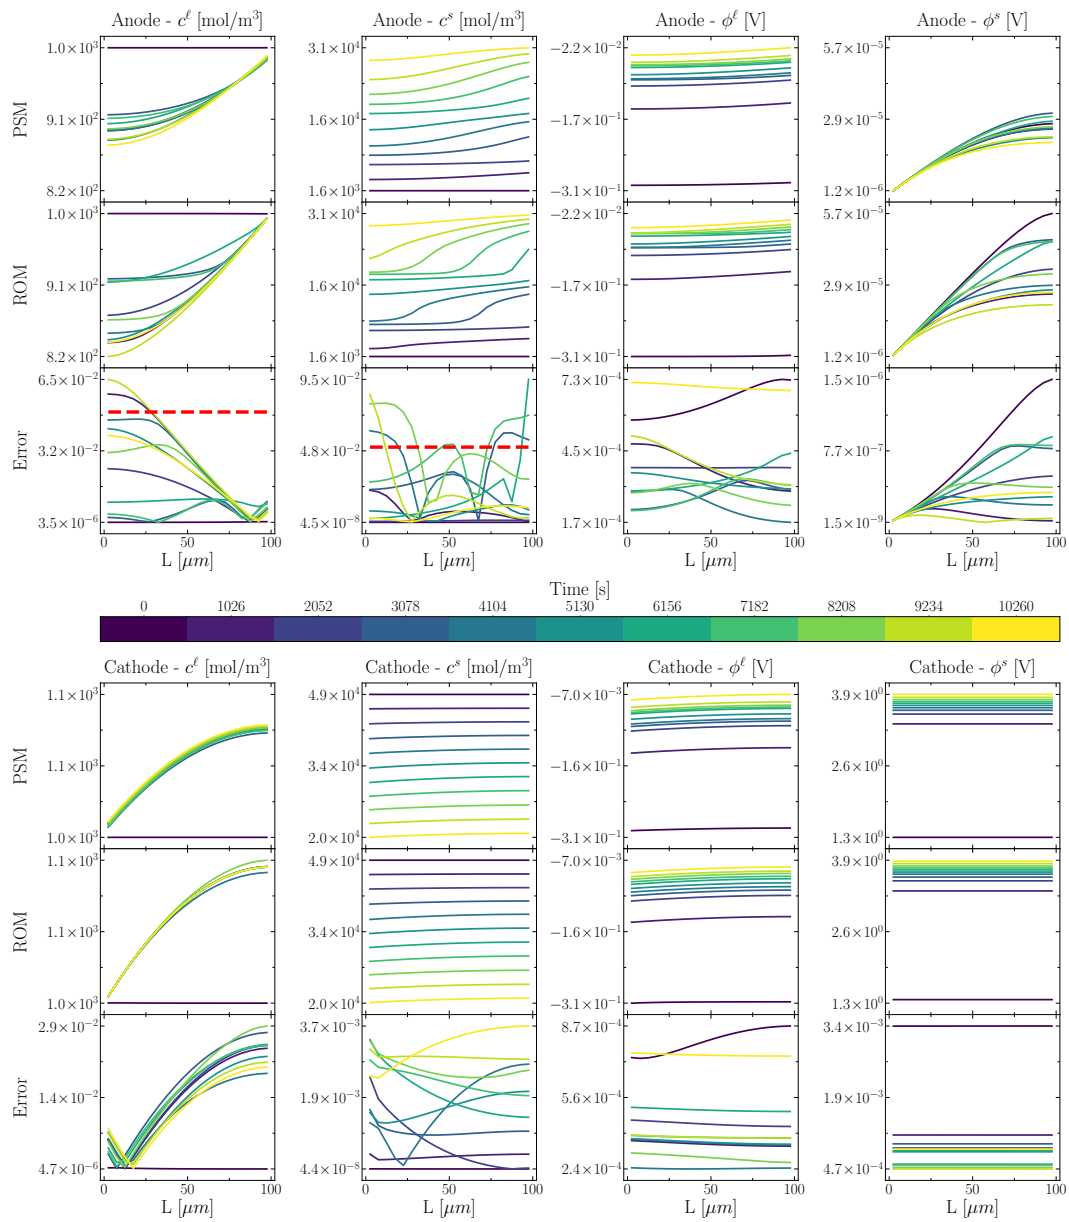 Anode - $c^{\ell}$ [mol/m$^3$] Anode - $c^{s}$ [mol/m$^3$] Anode - $\phi^{\ell}$ [V] Anode - $\phi^{s}$ [V]
PSM
1.0×10³ 3.1×10⁴ −2.2×10⁻² 5.7×10⁻⁵
9.1×10² 1.6×10⁴ −1.7×10⁻¹ 2.9×10⁻⁵
8.2×10² 1.6×10³ −3.1×10⁻¹ 1.2×10⁻⁶
ROM
1.0×10³ 3.1×10⁴ −2.2×10⁻² 5.7×10⁻⁵
9.1×10² 1.6×10⁴ −1.7×10⁻¹ 2.9×10⁻⁵
8.2×10² 1.6×10³ −3.1×10⁻¹ 1.2×10⁻⁶
Error
6.5×10⁻² 9.5×10⁻² 7.3×10⁻⁴ 1.5×10⁻⁶
3.2×10⁻² 4.8×10⁻² 4.5×10⁻⁴ 7.7×10⁻⁷
3.5×10⁻⁶ 4.5×10⁻⁸ 1.7×10⁻⁴ 1.5×10⁻⁹
0 50 100 0 50 100 0 50 100 0 50 100
L [μm] L [μm] L [μm] L [μm]
Time [s]
0 1026 2052 3078 4104 5130 6156 7182 8208 9234 10260
Cathode - $c^{\ell}$ [mol/m$^3$] Cathode - $c^{s}$ [mol/m$^3$] Cathode - $\phi^{\ell}$ [V] Cathode - $\phi^{s}$ [V]
PSM
1.1×10³ 4.9×10⁴ −7.0×10⁻³ 3.9×10⁰
1.1×10³ 3.4×10⁴ −1.6×10⁻¹ 2.6×10⁰
1.0×10³ 2.0×10⁴ −3.1×10⁻¹ 1.3×10⁰
ROM
1.1×10³ 4.9×10⁴ −7.0×10⁻³ 3.9×10⁰
1.1×10³ 3.4×10⁴ −1.6×10⁻¹ 2.6×10⁰
1.0×10³ 2.0×10⁴ −3.1×10⁻¹ 1.3×10⁰
Error
2.9×10⁻² 3.7×10⁻³ 8.7×10⁻⁴ 3.4×10⁻³
1.4×10⁻² 1.9×10⁻³ 5.6×10⁻⁴ 1.9×10⁻³
4.7×10⁻⁶ 4.4×10⁻⁸ 2.4×10⁻⁴ 4.7×10⁻⁴
0 50 100 0 50 100 0 50 100 0 50 100
L [μm] L [μm] L [μm] L [μm]